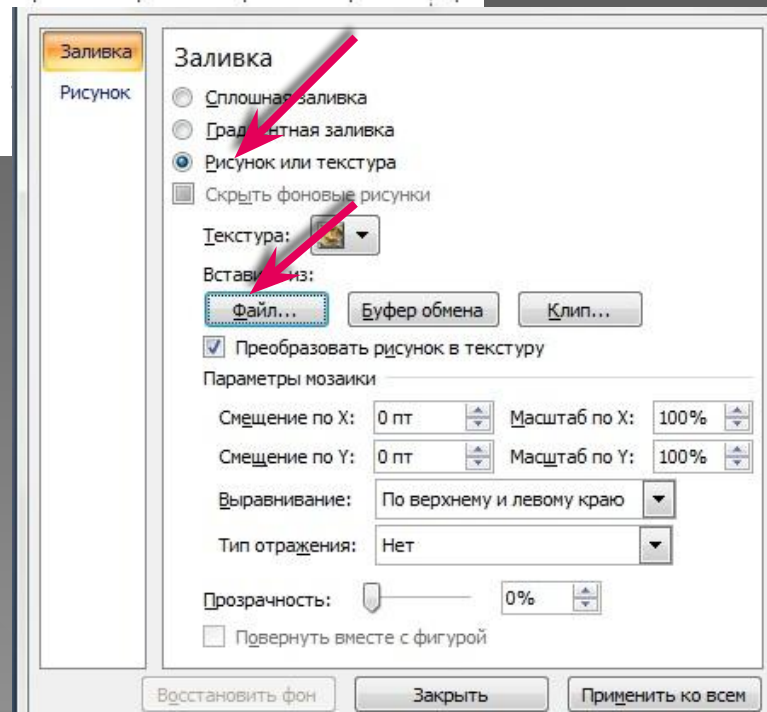 Заливка
Рисунок
Заливка
Сплошная заливка
Градиентная заливка
Рисунок или текстура
Скрыть фоновые рисунки
Текстура:
Вставить из:
Файл... Буфер обмена Клип...
Преобразовать рисунок в текстуру
Параметры мозаики
Смещение по X: 0 пт Масштаб по X: 100%
Смещение по Y: 0 пт Масштаб по Y: 100%
Выравнивание: По верхнему и левому краю
Тип отражения: Нет
Прозрачность: 0%
Повернуть вместе с фигурой
Восстановить фон Закрыть Применить ко всем